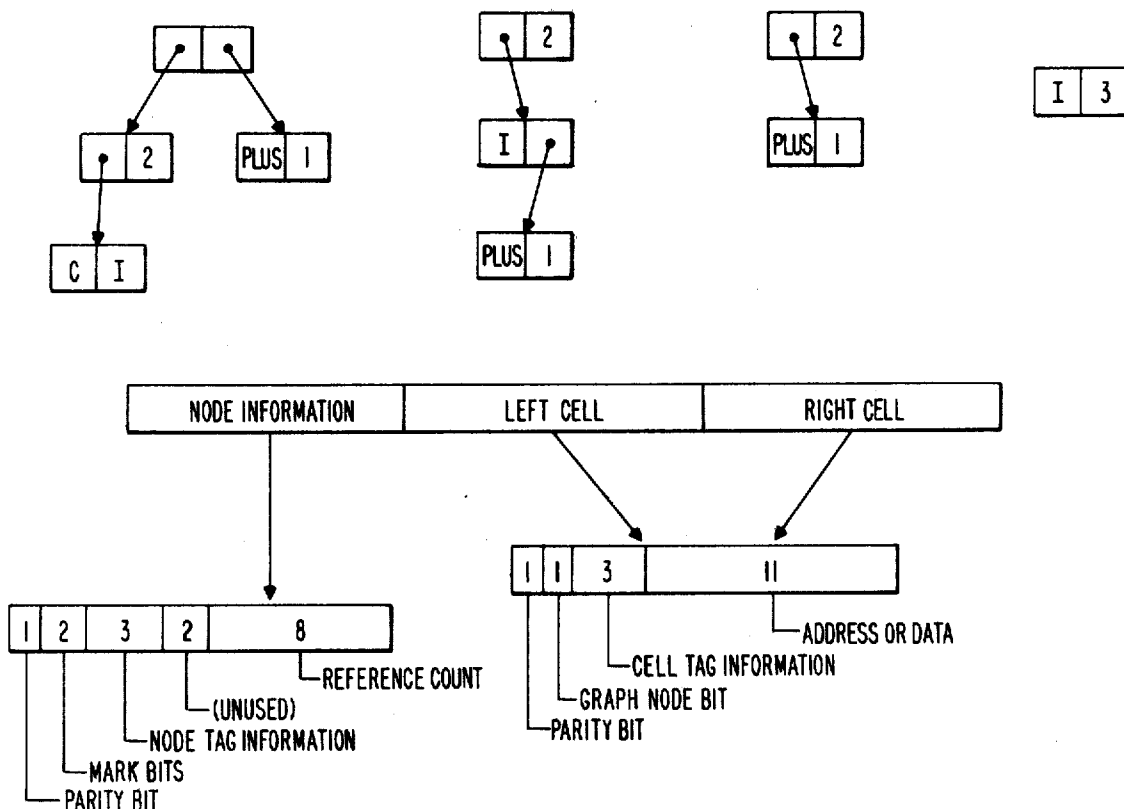 2 2
I 3
2 PLUS 1 I PLUS 1
C I PLUS 1
NODE INFORMATION LEFT CELL RIGHT CELL
1 1 3 11
ADDRESS OR DATA
1 2 3 2 8
CELL TAG INFORMATION
REFERENCE COUNT
GRAPH NODE BIT
(UNUSED)
PARITY BIT
NODE TAG INFORMATION
MARK BITS
PARITY BIT